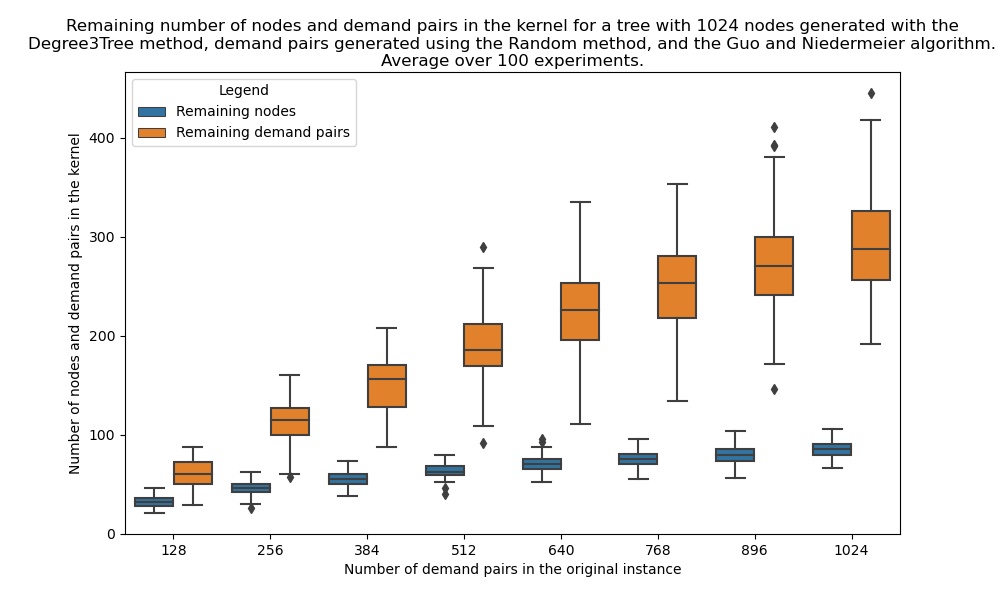 Remaining number of nodes and demand pairs in the kernel for a tree with 1024 nodes generated with the
Degree3Tree method, demand pairs generated using the Random method, and the Guo and Niedermeier algorithm.
Average over 100 experiments.
Legend
Remaining nodes
Remaining demand pairs
Number of nodes and demand pairs in the kernel
400
300
200
100
0
128 256 384 512 640 768 896 1024
Number of demand pairs in the original instance